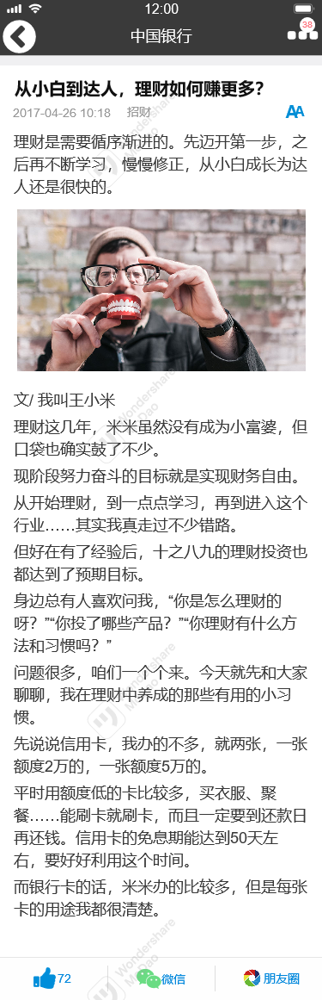 12:00
中国银行
38
从小白到达人，理财如何赚更多？
2017-04-26 10:18 招财
AA
理财是需要循序渐进的。先迈开第一步，之
后再不断学习，慢慢修正，从小白成长为达
人还是很快的。
文/ 我叫王小米
理财这几年，米米虽然没有成为小富婆，但
口袋也确实鼓了不少。
现阶段努力奋斗的目标就是实现财务自由。
从开始理财，到一点点学习，再到进入这个
行业……其实我真走过不少错路。
但好在有了经验后，十之八九的理财投资也
都达到了预期目标。
身边总有人喜欢问我，“你是怎么理财的
呀？”“你投了哪些产品？”“你理财有什么方
法和习惯吗？”
问题很多，咱们一个个来。今天就先和大家
聊聊，我在理财中养成的那些有用的小习
惯。
先说说信用卡，我办的不多，就两张，一张
额度2万的，一张额度5万的。
平时用额度低的卡比较多，买衣服、聚
餐……能刷卡就刷卡，而且一定要到还款日
再还钱。信用卡的免息期能达到50天左
右，要好好利用这个时间。
而银行卡的话，米米办的比较多，但是每张
卡的用途我都很清楚。
72 微信 朋友圈
Wondershare
MoDao
Wondershare
MoDao
Wondershare
MoDao
Wondershare
MoDao